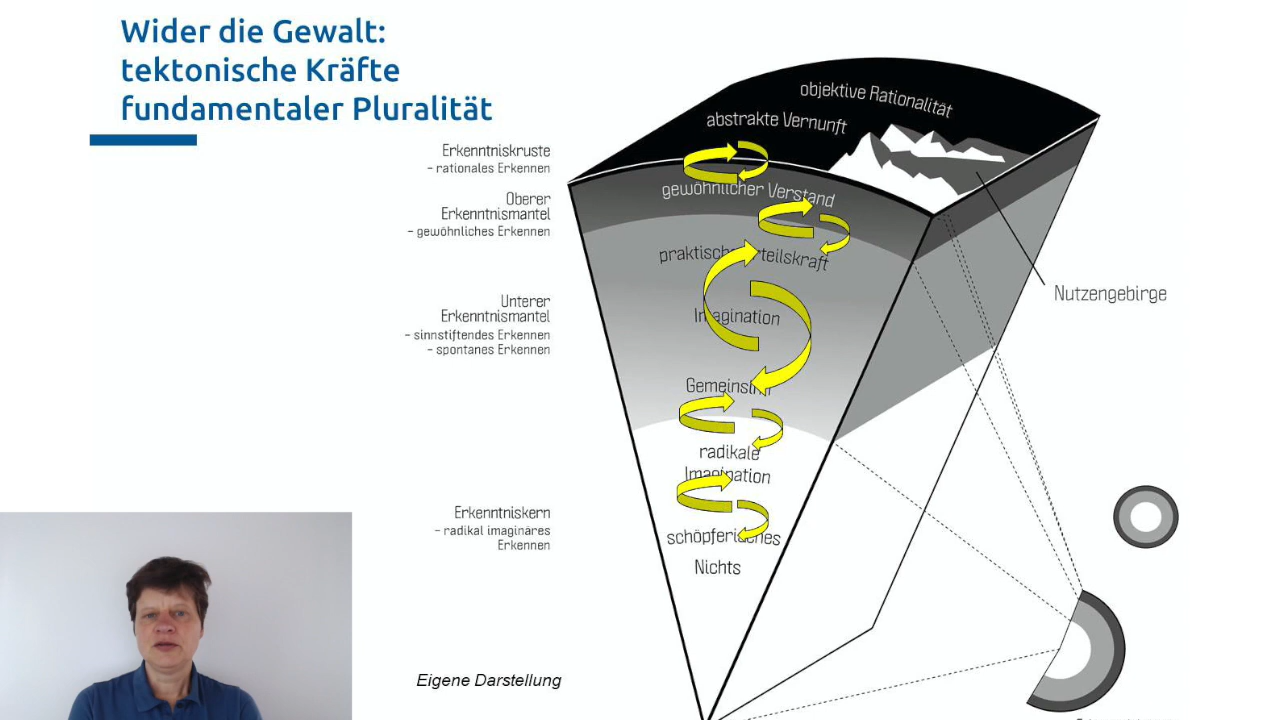 Wider die Gewalt:
tektonische Kräfte
fundamentaler Pluralität
objektive Rationalität
abstrakte Vernunft
Erkenntniskruste
– rationales Erkennen
gewöhnlicher Verstand
Oberer
Erkenntnismantel
– gewöhnliches Erkennen
praktische Urteilskraft
Nutzengebirge
Unterer
Erkenntnismantel
– sinnstiftendes Erkennen
– spontanes Erkennen
Imagination
Gemeinsinn
radikale
Imagination
Erkenntniskern
– radikal imaginäres
Erkennen
schöpferisches
Nichts
Eigene Darstellung